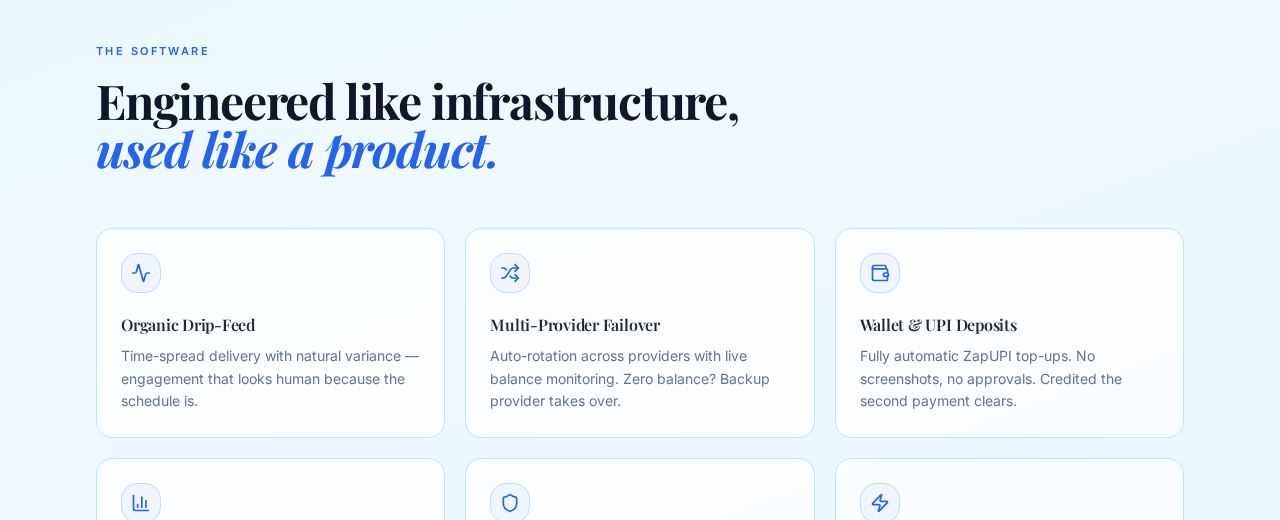 THE SOFTWARE
Engineered like infrastructure,
used like a product.
Organic Drip-Feed
Time-spread delivery with natural variance —
engagement that looks human because the
schedule is.
Multi-Provider Failover
Auto-rotation across providers with live
balance monitoring. Zero balance? Backup
provider takes over.
Wallet & UPI Deposits
Fully automatic ZapUPI top-ups. No
screenshots, no approvals. Credited the
second payment clears.